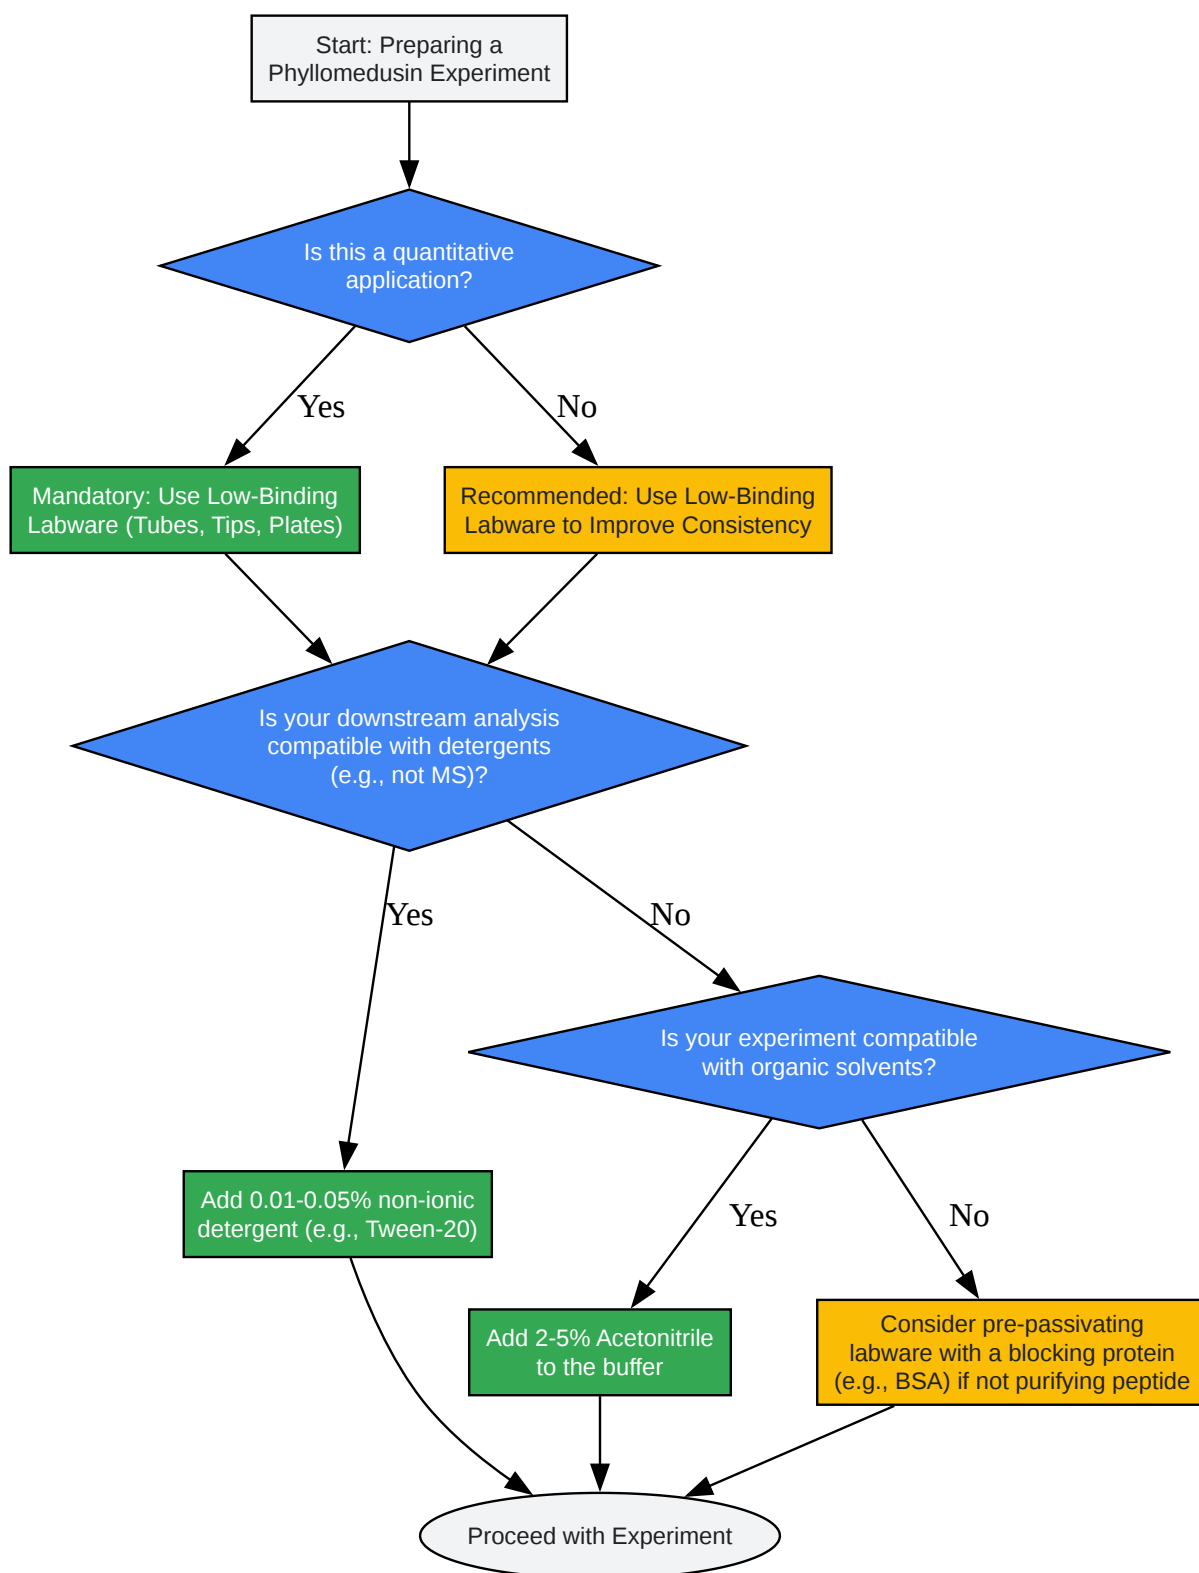 Start: Preparing a
Phyllomedusin Experiment
Is this a quantitative
application?
Yes
No
Mandatory: Use Low-Binding
Labware (Tubes, Tips, Plates)
Recommended: Use Low-Binding
Labware to Improve Consistency
Is your downstream analysis
compatible with detergents
(e.g., not MS)?
Yes
No
Is your experiment compatible
with organic solvents?
Add 0.01-0.05% non-ionic
detergent (e.g., Tween-20)
Yes
No
Add 2-5% Acetonitrile
to the buffer
Consider pre-passivating
labware with a blocking protein
(e.g., BSA) if not purifying peptide
Proceed with Experiment